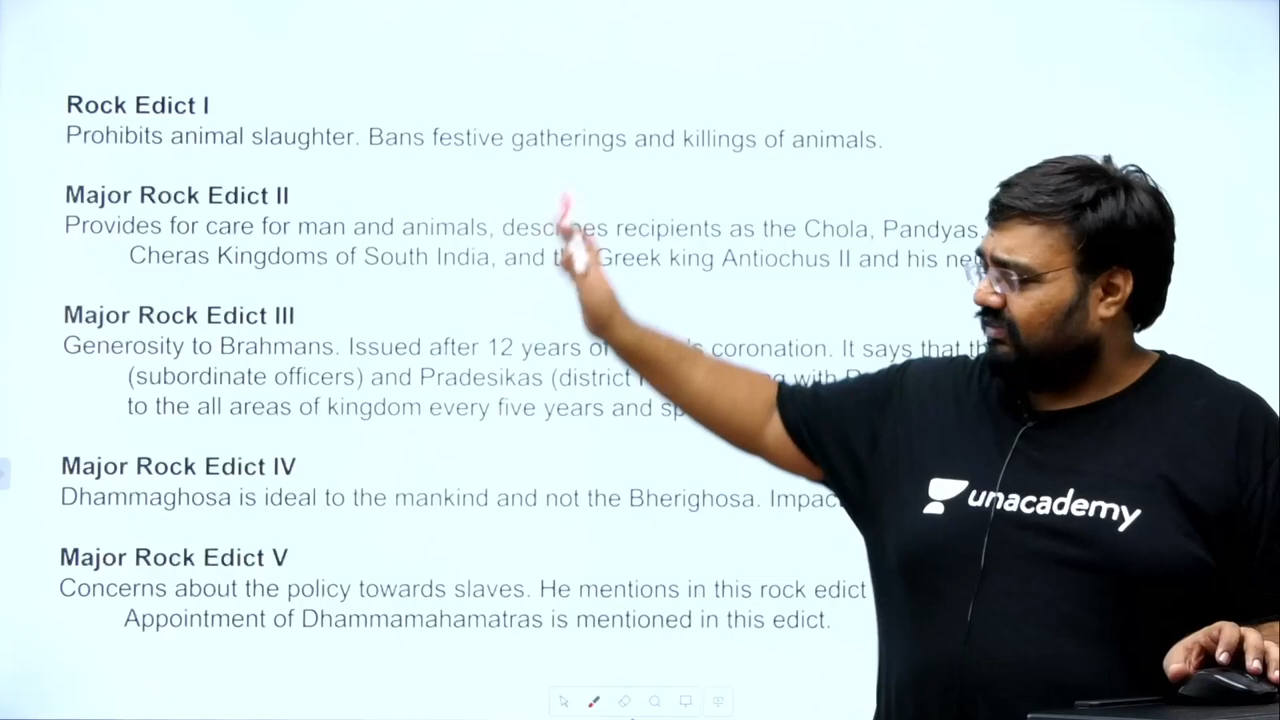 Rock Edict I
Prohibits animal slaughter. Bans festive gatherings and killings of animals.
Major Rock Edict II
Provides for care for man and animals, describes recipients as the Chola, Pandyas,
Cheras Kingdoms of South India, and the Greek king Antiochus II and his
Major Rock Edict III
Generosity to Brahmans. Issued after 12 years of coronation. It says that
(subordinate officers) and Pradesikas (district with
to the all areas of kingdom every five years and
Major Rock Edict IV
Dhammaghosa is ideal to the mankind and not the Bherighosa.
Major Rock Edict V
Concerns about the policy towards slaves. He mentions in this rock edict
Appointment of Dhammamahamatras is mentioned in this edict.
unacademy